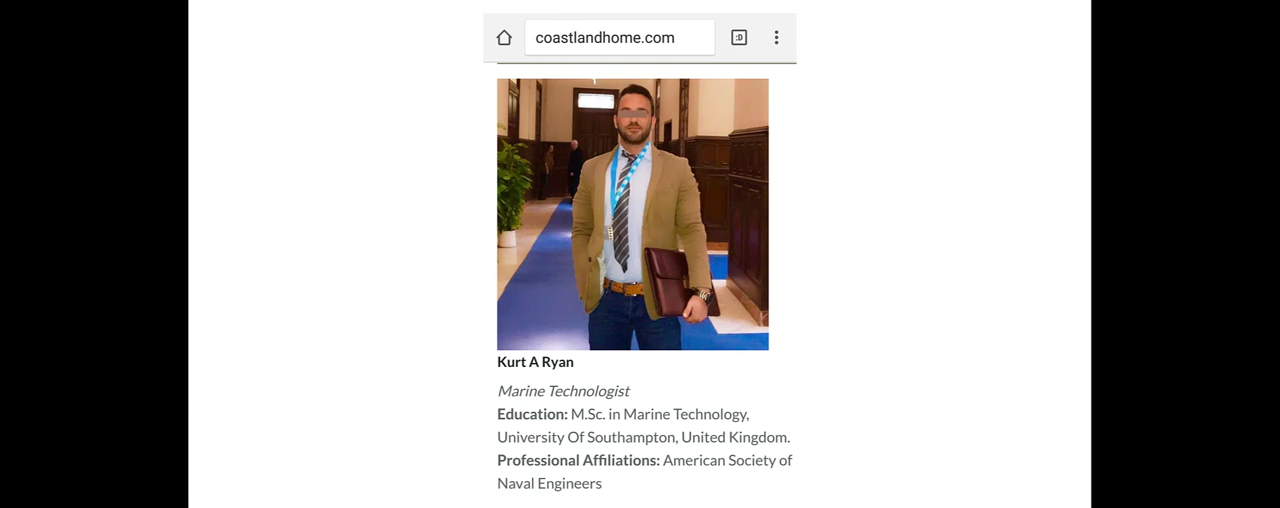 coastlandhome.com
:D
Kurt A Ryan
Marine Technologist
Education: M.Sc. in Marine Technology,
University Of Southampton, United Kingdom.
Professional Affiliations: American Society of
Naval Engineers